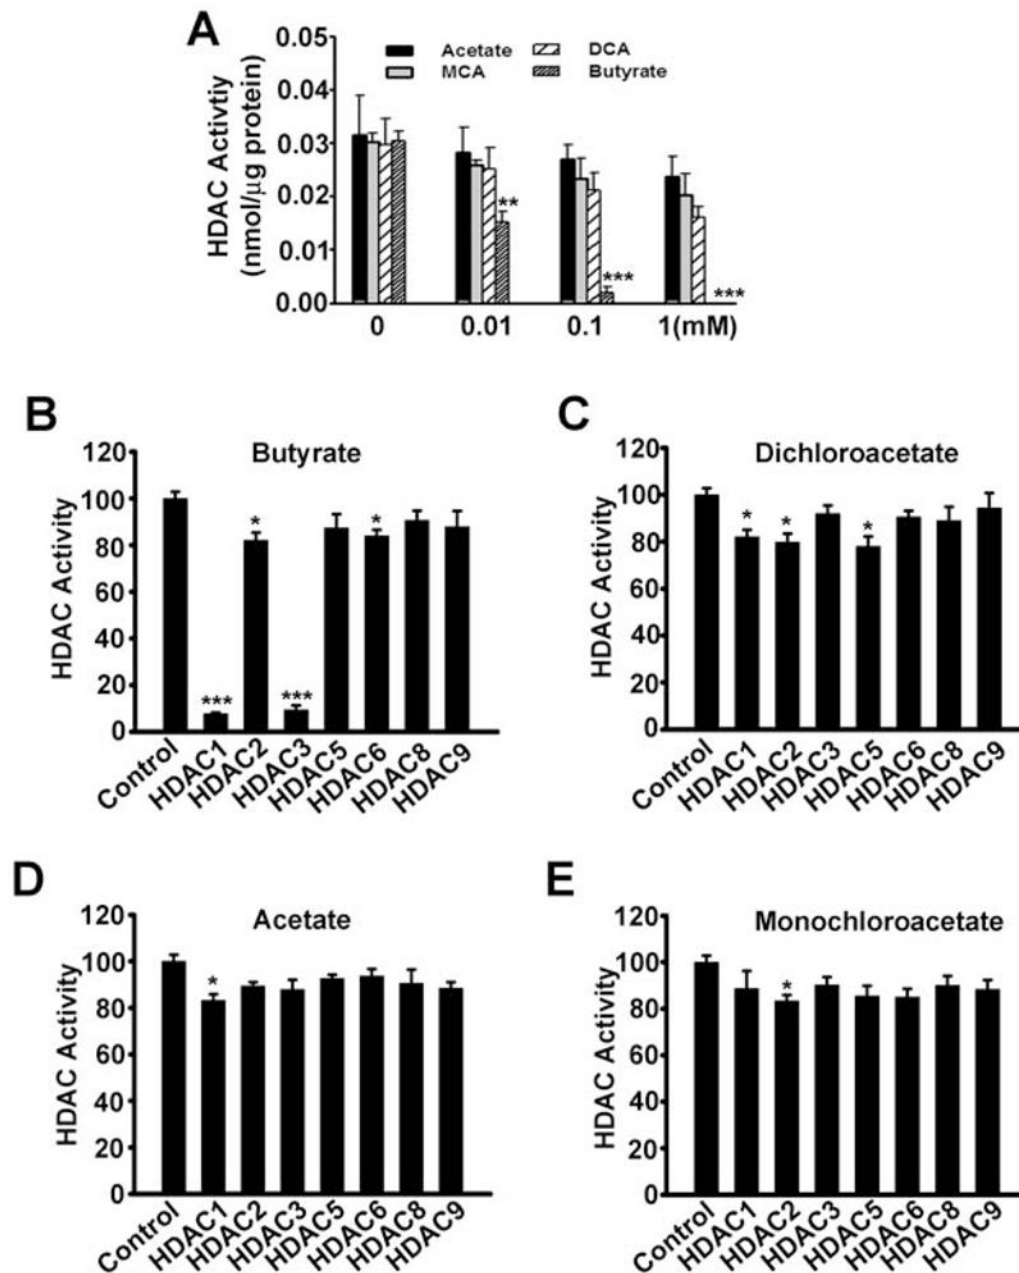 A
HDAC Activtiy
(nmol/µg protein)
0.05
0.04
0.03
0.02
0.01
0.00
Acetate
DCA
MCA
Butyrate
**
***
***
0
0.01
0.1
1(mM)
B
Butyrate
HDAC Activity
120
100
80
60
40
20
0
***
*
***
*
Control
HDAC1
HDAC2
HDAC3
HDAC5
HDAC6
HDAC8
HDAC9
C
Dichloroacetate
HDAC Activity
120
100
80
60
40
20
0
*
*
*
Control
HDAC1
HDAC2
HDAC3
HDAC5
HDAC6
HDAC8
HDAC9
D
Acetate
HDAC Activity
120
100
80
60
40
20
0
*
Control
HDAC1
HDAC2
HDAC3
HDAC5
HDAC6
HDAC8
HDAC9
E
Monochloroacetate
HDAC Activity
120
100
80
60
40
20
0
*
Control
HDAC1
HDAC2
HDAC3
HDAC5
HDAC6
HDAC8
HDAC9